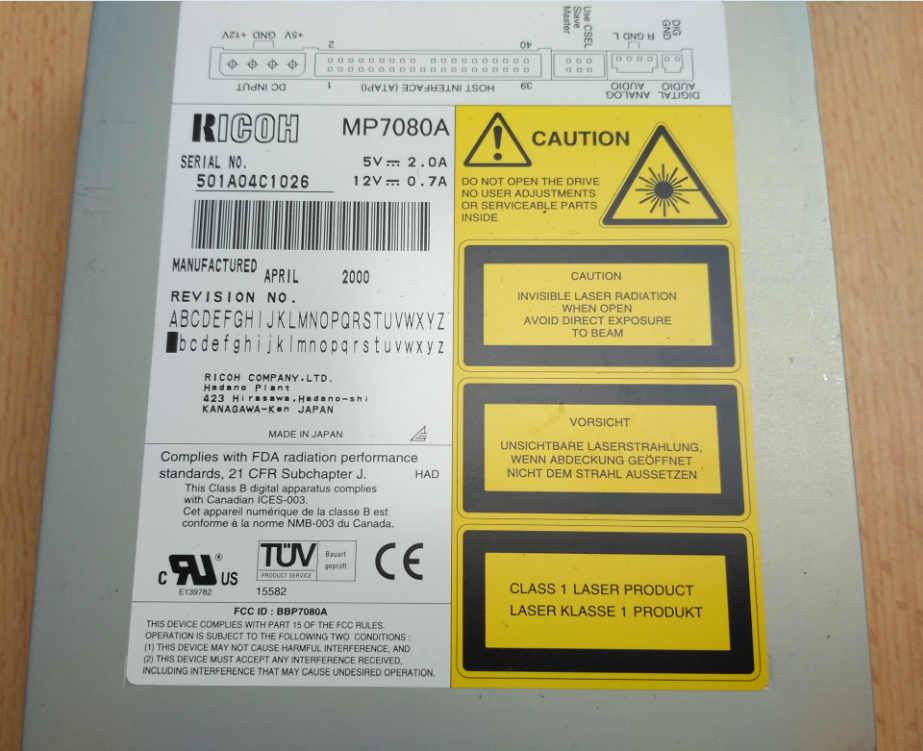 +12V GND +5V
2
40
Master
Slave
Use CSEL
L GND R
DIG
GND
DC INPUT
1
HOST INTERFACE (ATAPI)
39
ANALOG
AUDIO
DIGITAL
AUDIO
RICOH
MP7080A
SERIAL NO.
501A04C1026
5V⎓ 2.0A
12V⎓ 0.7A
MANUFACTURED APRIL 2000
REVISION NO.
ABCDEFGHIJKLMNOPQRSTUVWXYZ
bcdefghijklmnopqrstuvwxyz
RICOH COMPANY,LTD.
Hadano Plant
423 Hirasawa,Hadano-shi
KANAGAWA-Ken JAPAN
MADE IN JAPAN
Complies with FDA radiation performance
standards, 21 CFR Subchapter J. HAD
This Class B digital apparatus complies
with Canadian ICES-003.
Cet appareil numérique de la classe B est
conforme à la norme NMB-003 du Canada.
C RU ® US
E139782
TÜV
PRODUCT SERVICE
Bauart
geprüft
15582
CE
FCC ID : BBP7080A
THIS DEVICE COMPLIES WITH PART 15 OF THE FCC RULES.
OPERATION IS SUBJECT TO THE FOLLOWING TWO CONDITIONS :
(1) THIS DEVICE MAY NOT CAUSE HARMFUL INTERFERENCE, AND
(2) THIS DEVICE MUST ACCEPT ANY INTERFERENCE RECEIVED,
INCLUDING INTERFERENCE THAT MAY CAUSE UNDESIRED OPERATION.
CAUTION
DO NOT OPEN THE DRIVE
NO USER ADJUSTMENTS
OR SERVICEABLE PARTS
INSIDE
CAUTION
INVISIBLE LASER RADIATION
WHEN OPEN
AVOID DIRECT EXPOSURE
TO BEAM
VORSICHT
UNSICHTBARE LASERSTRAHLUNG,
WENN ABDECKUNG GEÖFFNET
NICHT DEM STRAHL AUSSETZEN
CLASS 1 LASER PRODUCT
LASER KLASSE 1 PRODUKT